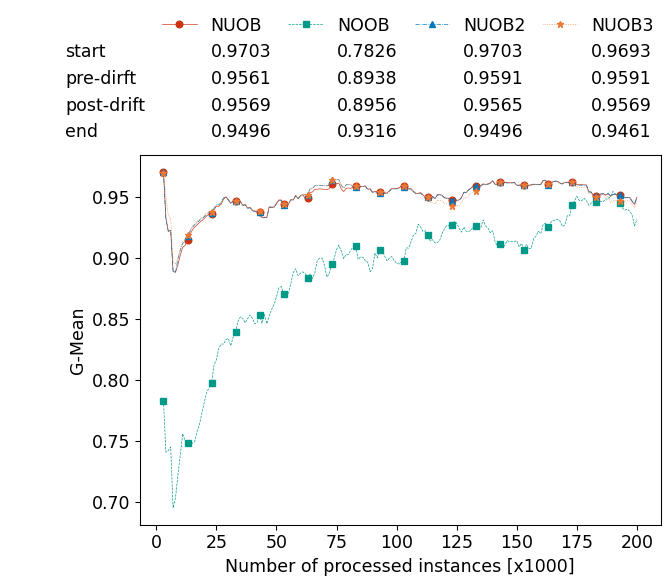 NUOB NOOB NUOB2 NUOB3
start 0.9703 0.7826 0.9703 0.9693
pre-dirft 0.9561 0.8938 0.9591 0.9591
post-drift 0.9569 0.8956 0.9565 0.9569
end 0.9496 0.9316 0.9496 0.9461
0.95
0.90
0.85
0.80
0.75
0.70
G-Mean
0 25 50 75 100 125 150 175 200
Number of processed instances [x1000]